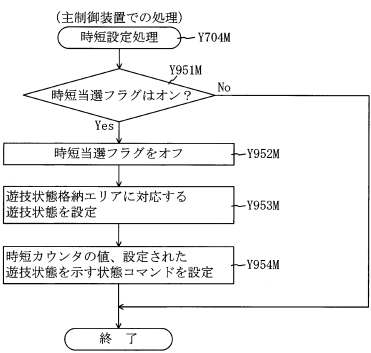 (主制御装置での処理)
時短設定処理
Y704M
Y951M
時短当選フラグはオン?
No
Yes
時短当選フラグをオフ
Y952M
遊技状態格納エリアに対応する
遊技状態を設定
Y953M
時短カウンタの値、設定された
遊技状態を示す状態コマンドを設定
Y954M
終 了